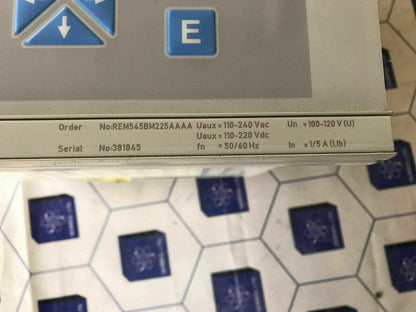 E
Order No:REM545BM225AAAA Uaux = 110-240 Vac Un = 100-120 V (U)
Uaux = 110-220 Vdc
Serial No:381845 fn = 50/60 Hz In = 1/5 A (I,Ib)